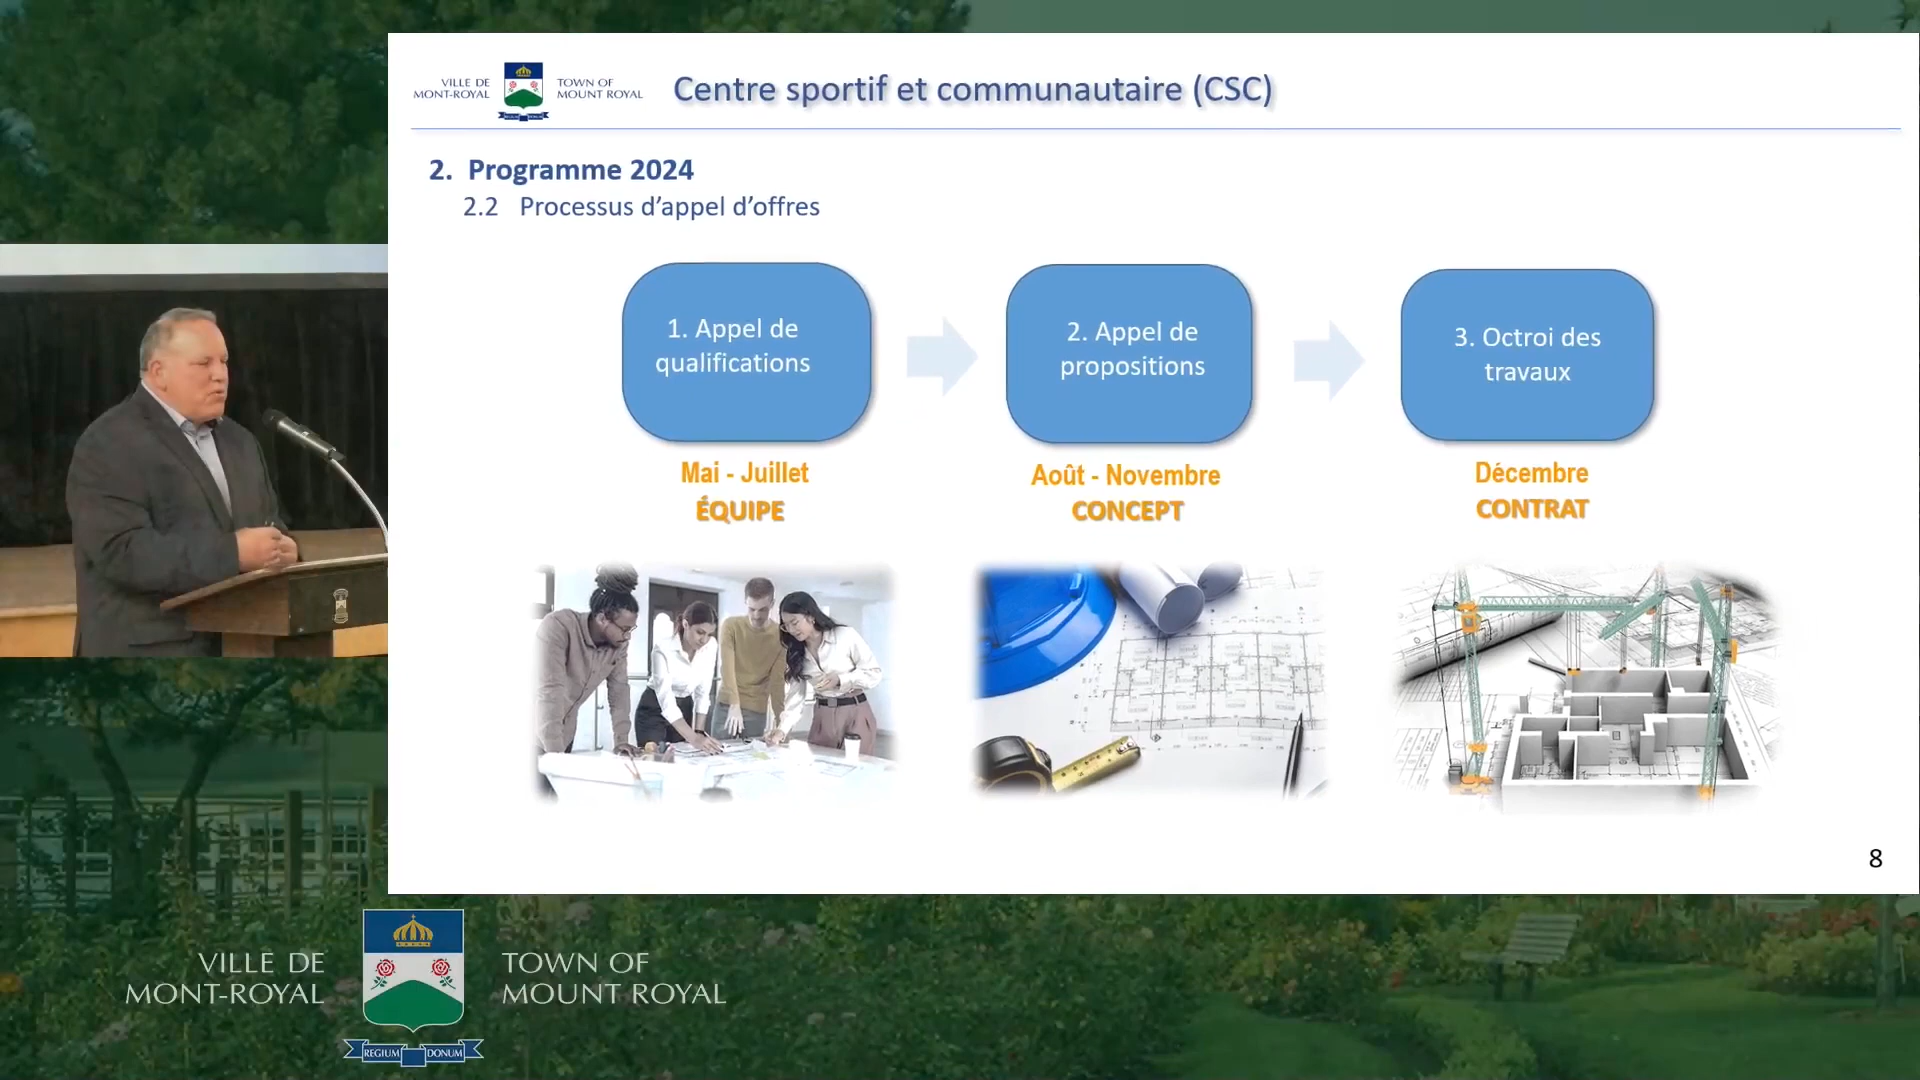 VILLE DE
MONT-ROYAL
TOWN OF
MOUNT ROYAL
Centre sportif et communautaire (CSC)
2. Programme 2024
2.2 Processus d'appel d'offres
1. Appel de
qualifications
2. Appel de
propositions
3. Octroi des
travaux
Mai - Juillet
ÉQUIPE
Août - Novembre
CONCEPT
Décembre
CONTRAT
8
VILLE DE
MONT-ROYAL
TOWN OF
MOUNT ROYAL
REGIUM DONUM